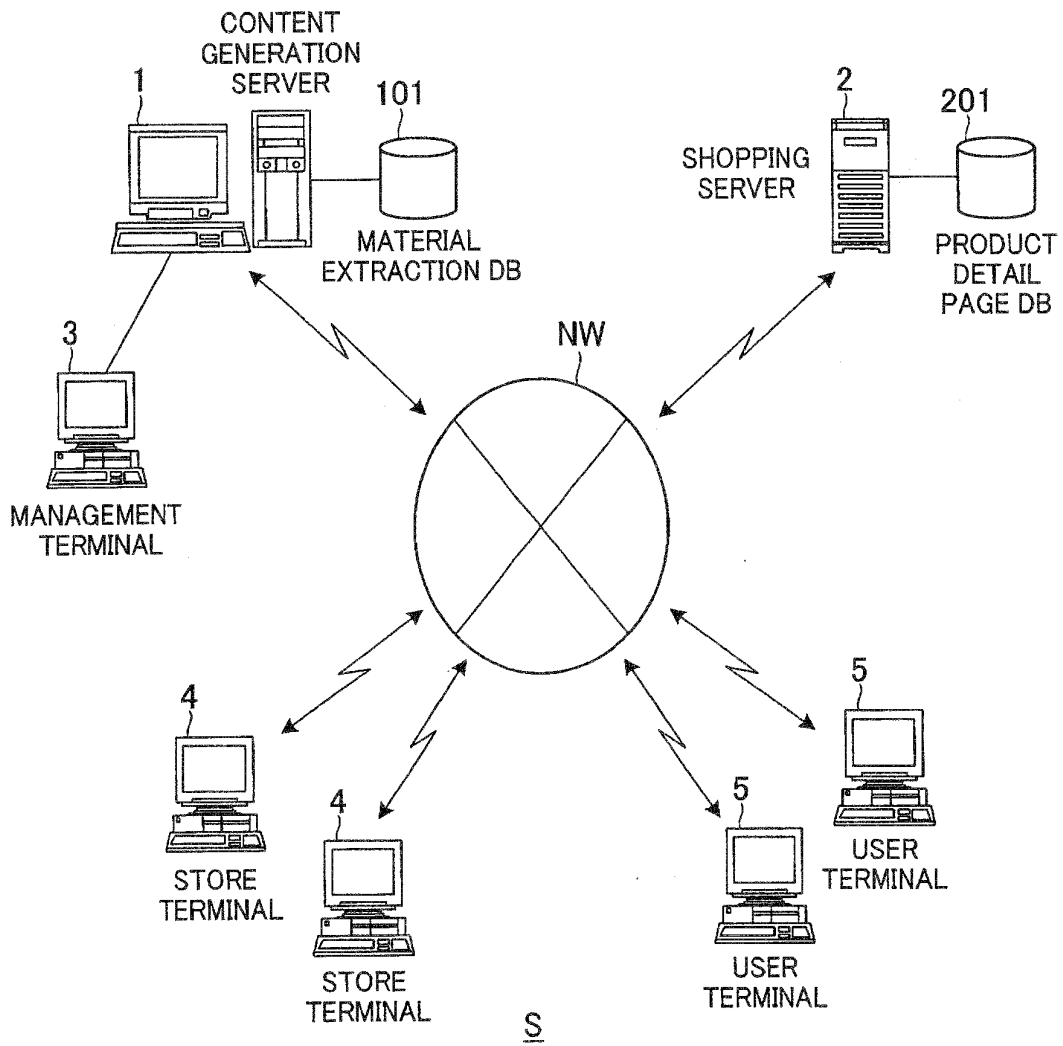 CONTENT
GENERATION
SERVER
1
101
MATERIAL
EXTRACTION DB
2
201
SHOPPING
SERVER
PRODUCT
DETAIL
PAGE DB
3
MANAGEMENT
TERMINAL
NW
4
STORE
TERMINAL
4
STORE
TERMINAL
5
USER
TERMINAL
5
USER
TERMINAL
S